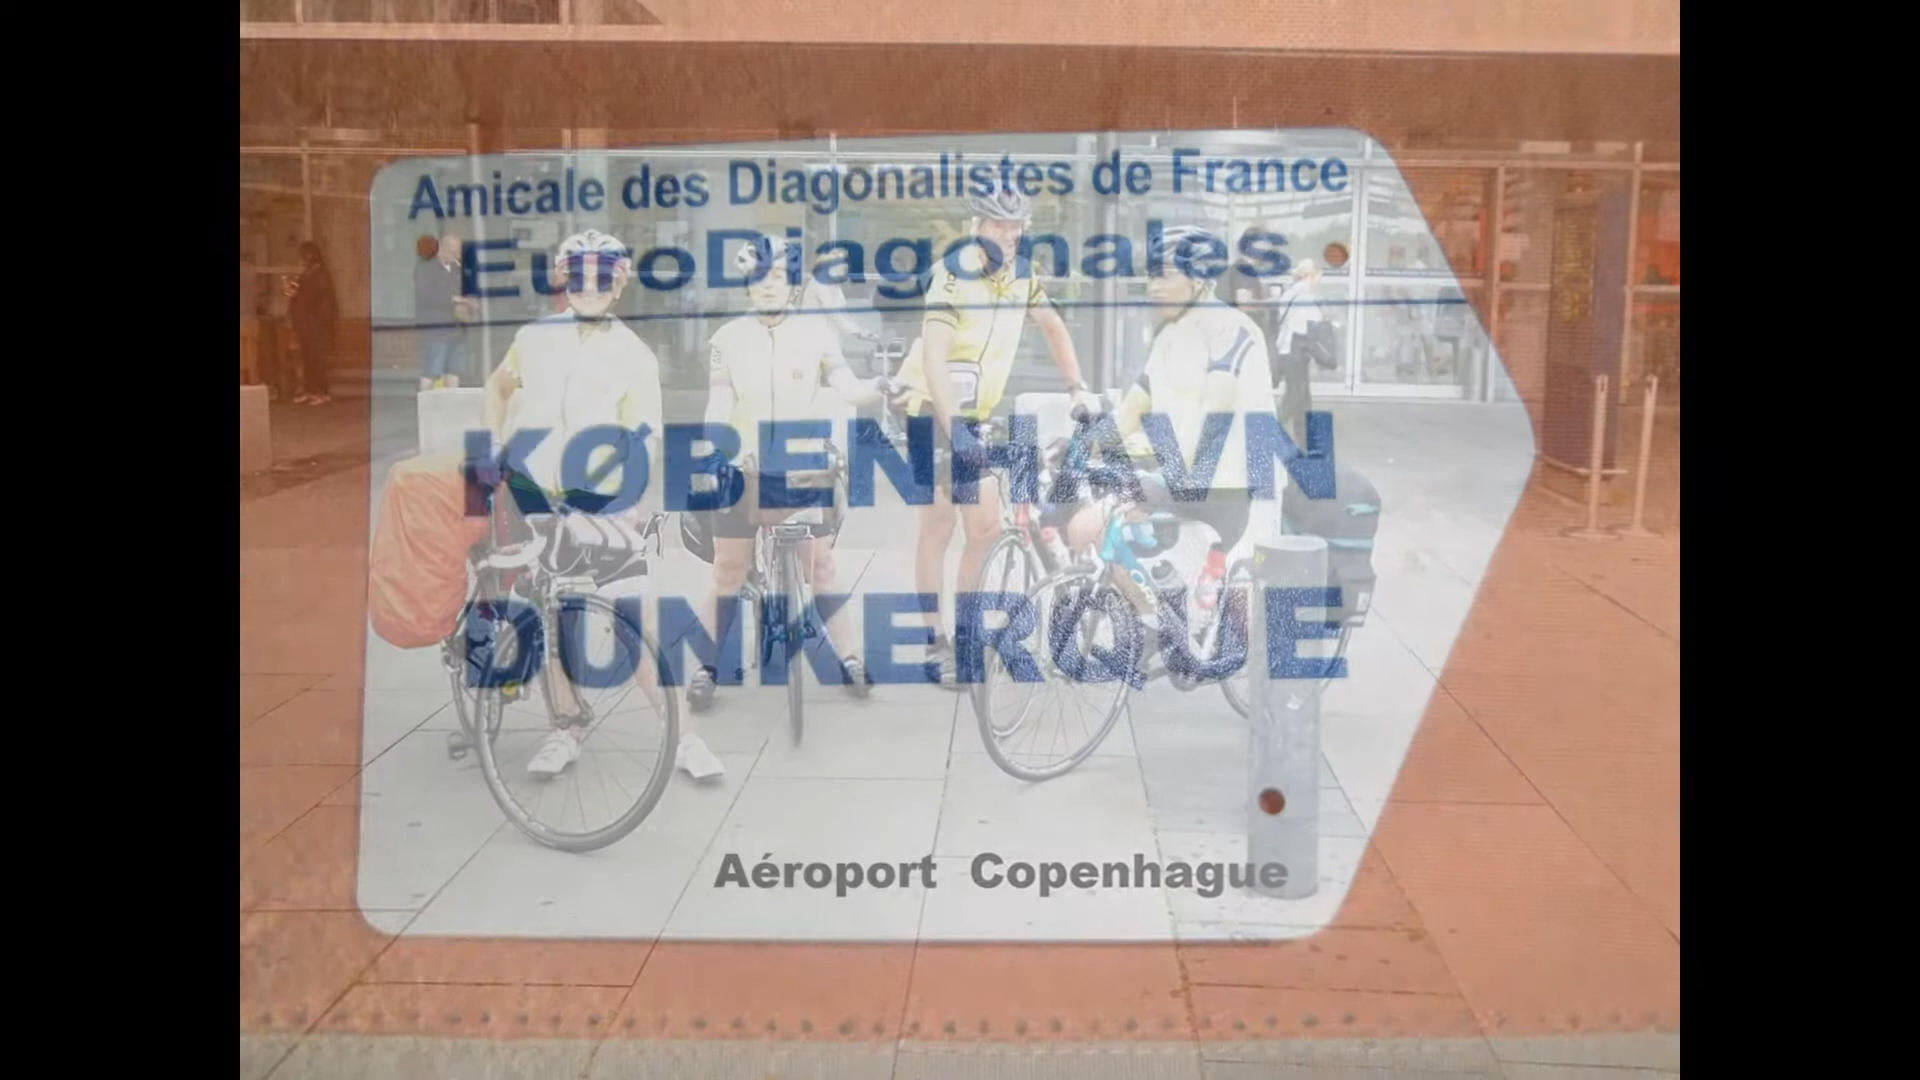 Amicale des Diagonalistes de France
EuroDiagonales
KØBENHAVN
DUNKERQUE
Aéroport Copenhague